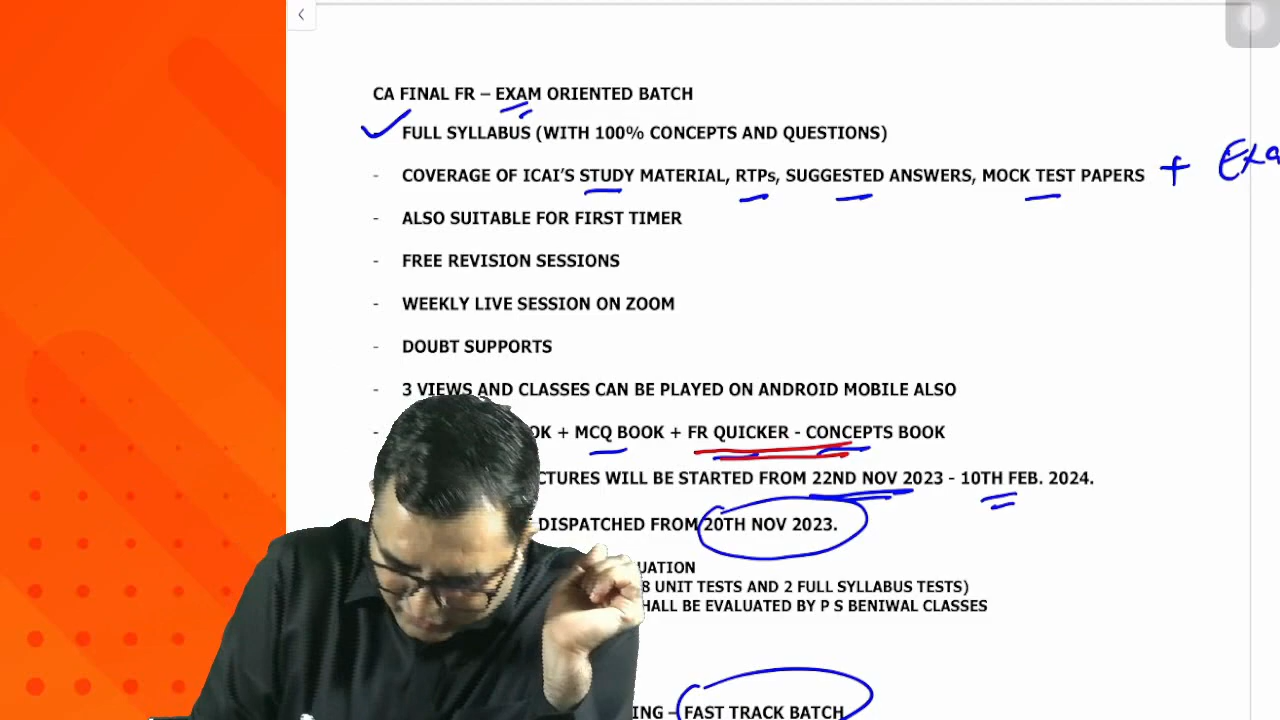 CA FINAL FR – EXAM ORIENTED BATCH
FULL SYLLABUS (WITH 100% CONCEPTS AND QUESTIONS)
- COVERAGE OF ICAI'S STUDY MATERIAL, RTPs, SUGGESTED ANSWERS, MOCK TEST PAPERS + Exa
- ALSO SUITABLE FOR FIRST TIMER
- FREE REVISION SESSIONS
- WEEKLY LIVE SESSION ON ZOOM
- DOUBT SUPPORTS
- 3 VIEWS AND CLASSES CAN BE PLAYED ON ANDROID MOBILE ALSO
- OK + MCQ BOOK + FR QUICKER - CONCEPTS BOOK
CTURES WILL BE STARTED FROM 22ND NOV 2023 - 10TH FEB. 2024.
DISPATCHED FROM 20TH NOV 2023.
UATION
8 UNIT TESTS AND 2 FULL SYLLABUS TESTS)
HALL BE EVALUATED BY P S BENIWAL CLASSES
ING – FAST TRACK BATCH